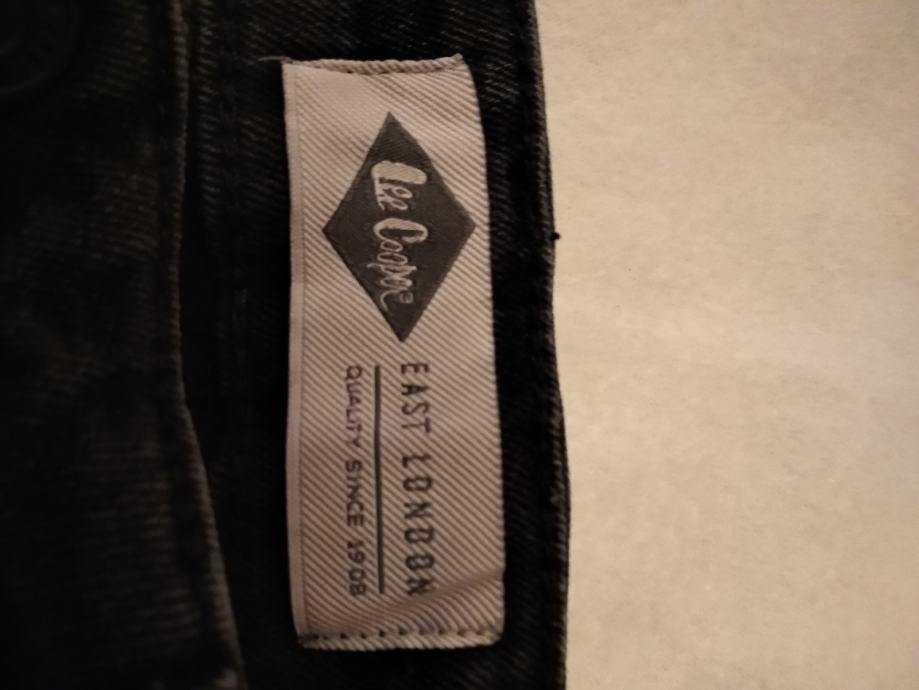 Lee Cooper®
EAST LONDON
QUALITY SINCE 1908